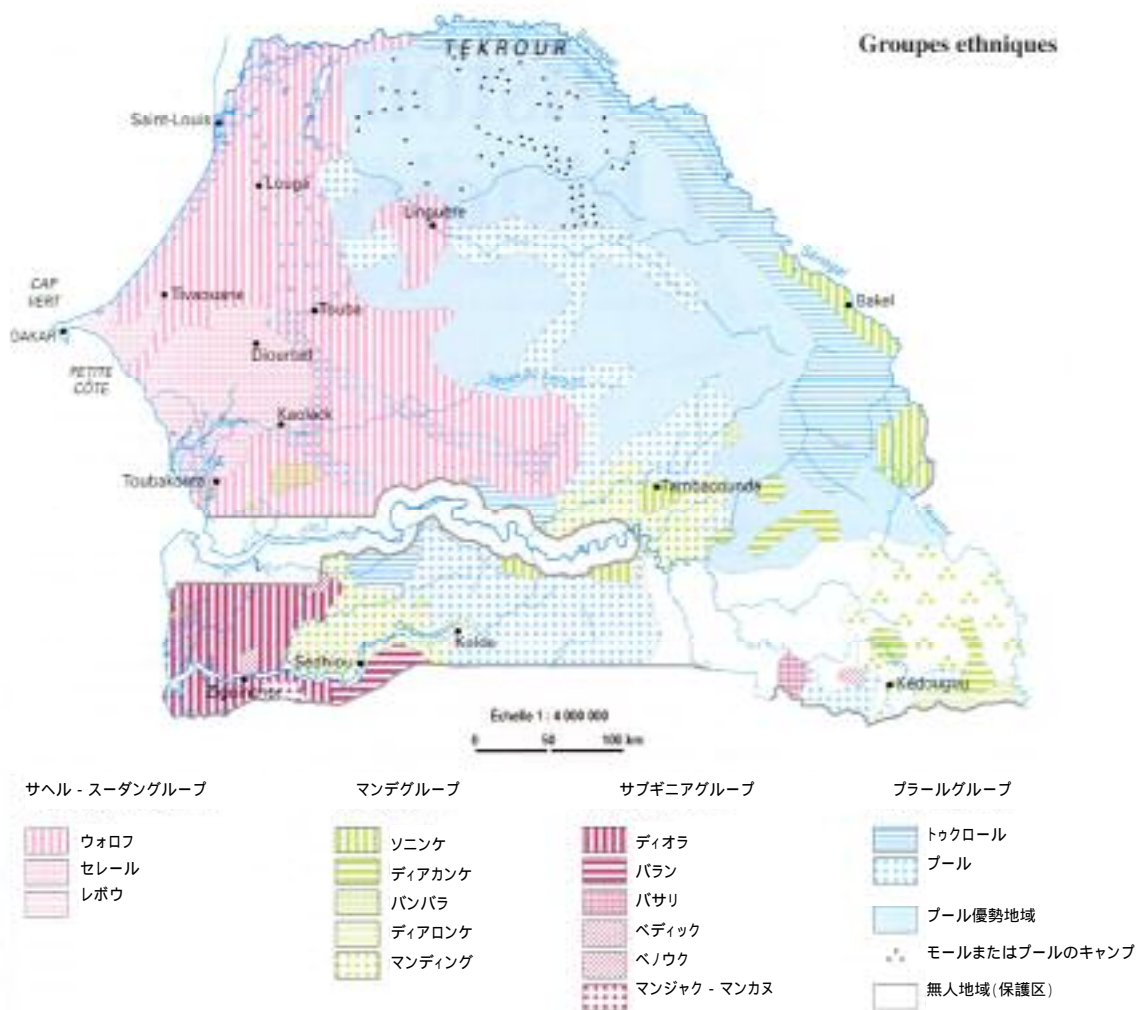 Groupes ethniques
TEKROUR
Saint-Louis
Louga
Linguère
Sénégal
CAP
VERT
Tivaouane
Touba
Bakel
DAKAR
Diourbel
PETITE
CÔTE
Kaolack
Toubakouta
Tambacounda
Kolda
Sédhiou
Ziguinchor
Kédougou
Échelle 1 : 4 000 000
0 50 100 km
サヘル - スーダングループ
ウォロフ
セレール
レボウ
マンデグループ
ソニンケ
ディアカンケ
バンバラ
ディアロンケ
マンディング
サブギニアグループ
ディオラ
バラン
バサリ
ベディック
ベノウク
マンジャク - マンカヌ
プラールグループ
トゥクロール
プール
プール優勢地域
モールまたはプールのキャンプ
無人地域(保護区)